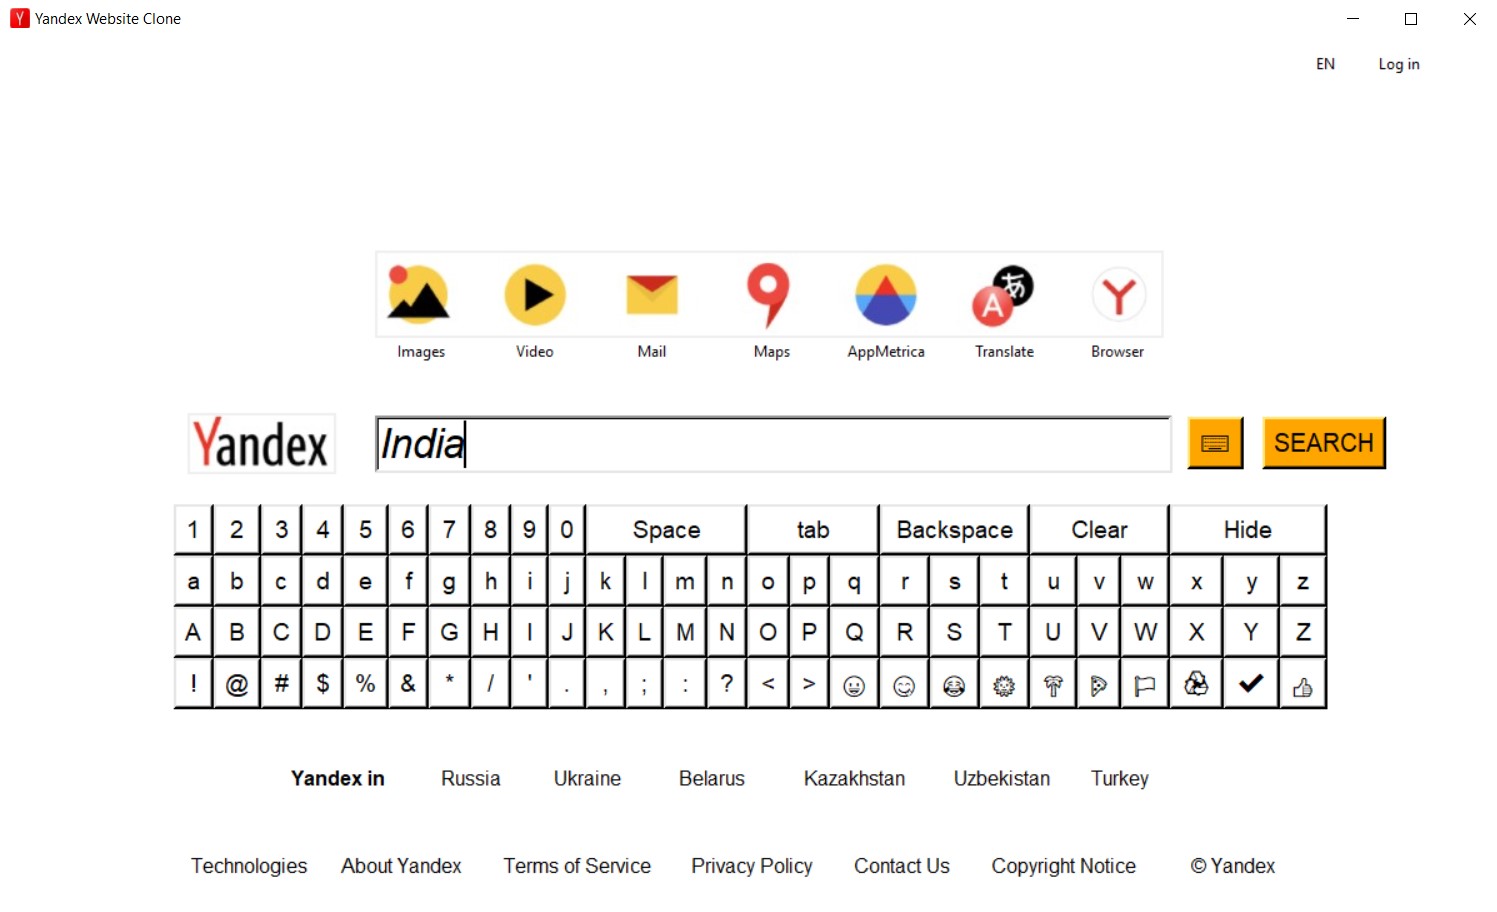 Yandex Website Clone
EN Log in
Images Video Mail Maps AppMetrica Translate Browser
Yandex India SEARCH
1 2 3 4 5 6 7 8 9 0 Space tab Backspace Clear Hide
a b c d e f g h i j k l m n o p q r s t u v w x y z
A B C D E F G H I J K L M N O P Q R S T U V W X Y Z
! @ # $ % & * / ' . , ; : ? < > 😀 😋 😂 🌞 🌴 🍕 🏳 ♻ ✔ 👍
Yandex in Russia Ukraine Belarus Kazakhstan Uzbekistan Turkey
Technologies About Yandex Terms of Service Privacy Policy Contact Us Copyright Notice © Yandex